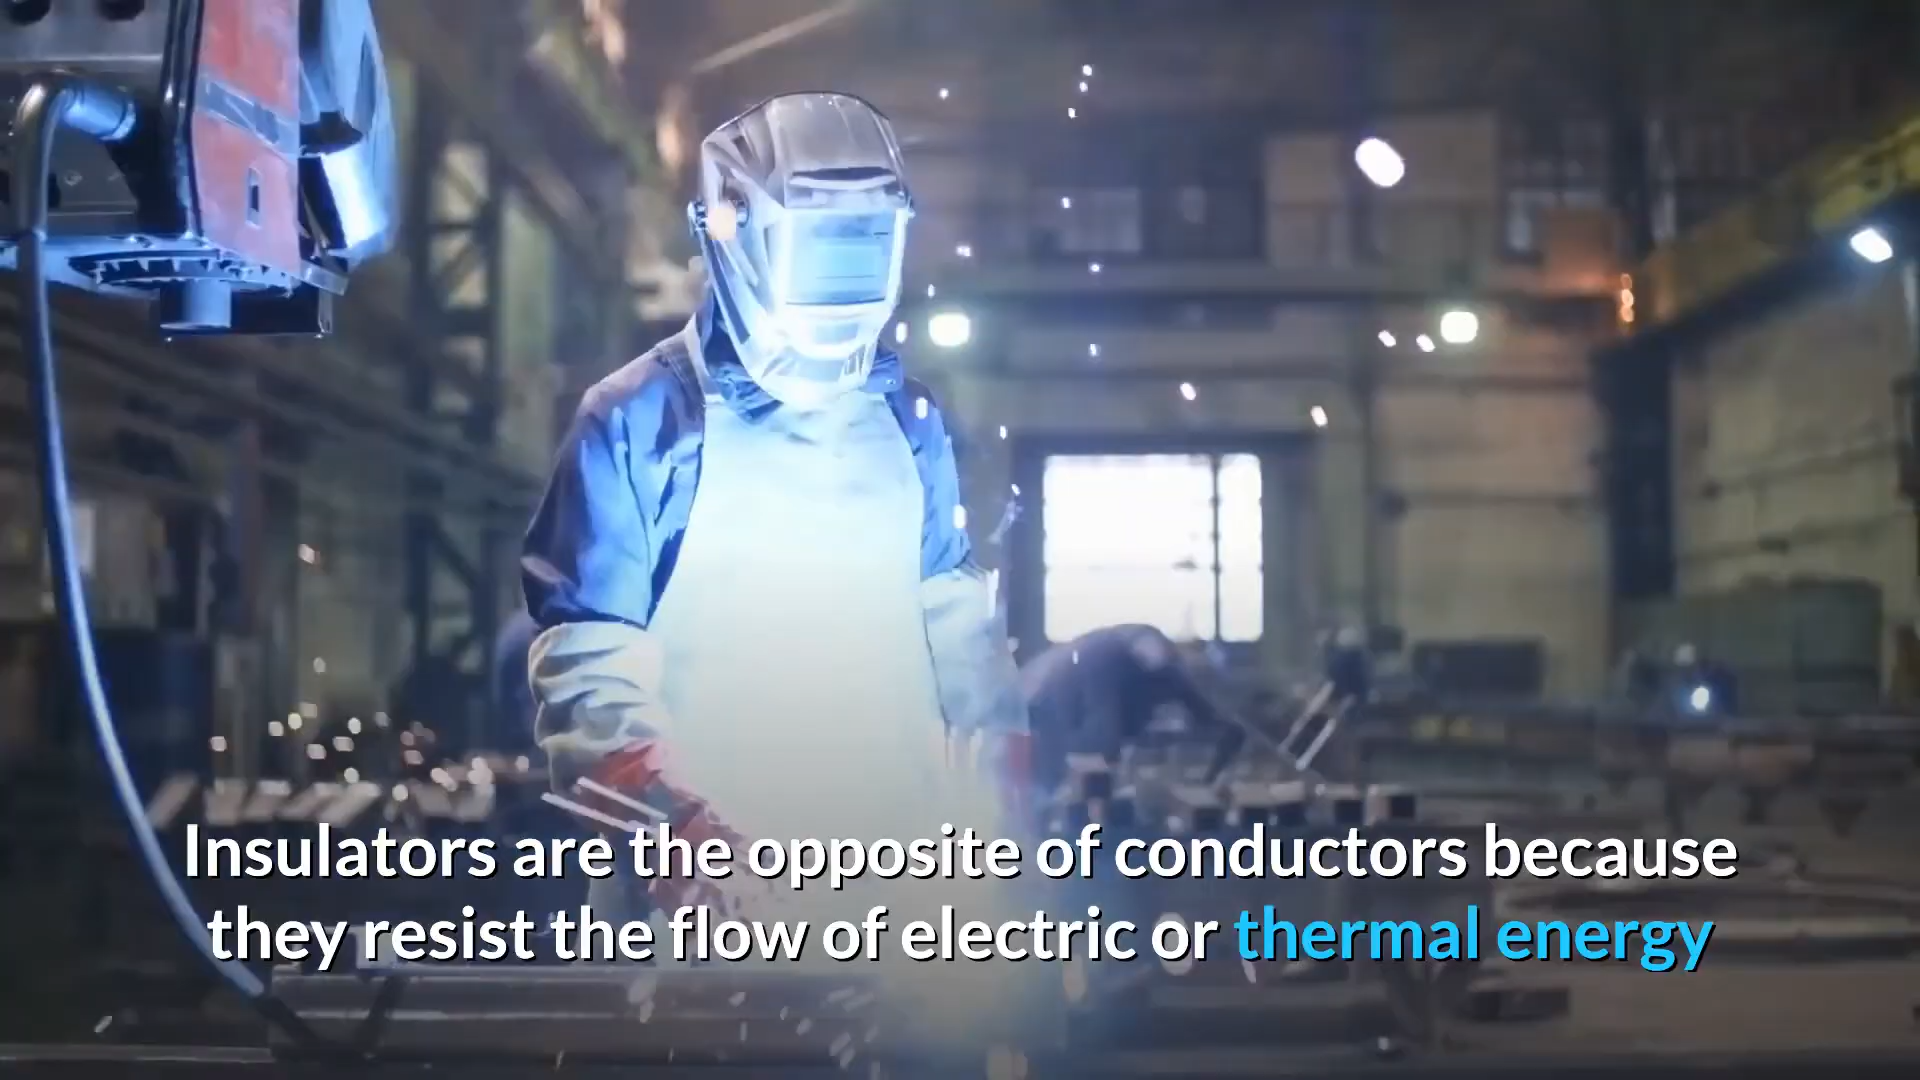 Insulators are the opposite of conductors because
they resist the flow of electric or thermal energy